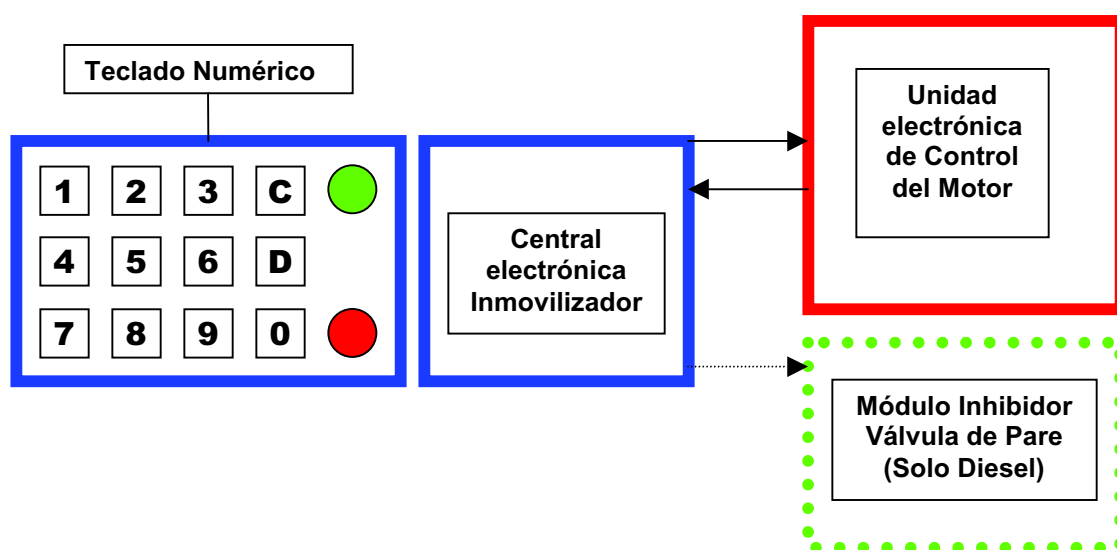 Teclado Numérico
1 2 3 C
4 5 6 D
7 8 9 0
Central
electrónica
Inmovilizador
Unidad
electrónica
de Control
del Motor
Módulo Inhibidor
Válvula de Pare
(Solo Diesel)